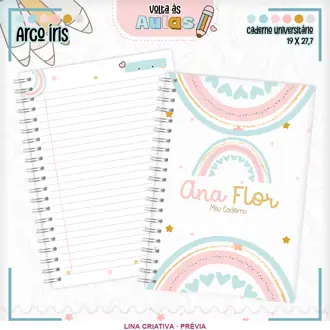 VOLTA ÀS
AULAS
Arco Íris
caderno universitário
19 X 27,7
Ana Flor
Meu Caderno
LINA CRIATIVA - PRÉVIA